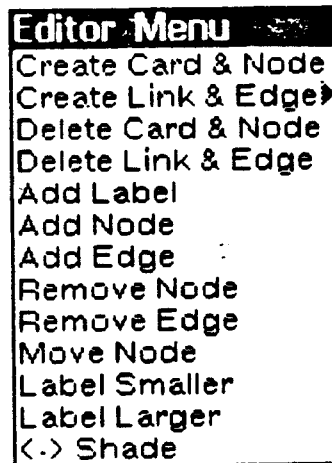 Editor Menu
Create Card & Node
Create Link & Edge
Delete Card & Node
Delete Link & Edge
Add Label
Add Node
Add Edge
Remove Node
Remove Edge
Move Node
Label Smaller
Label Larger
<-> Shade